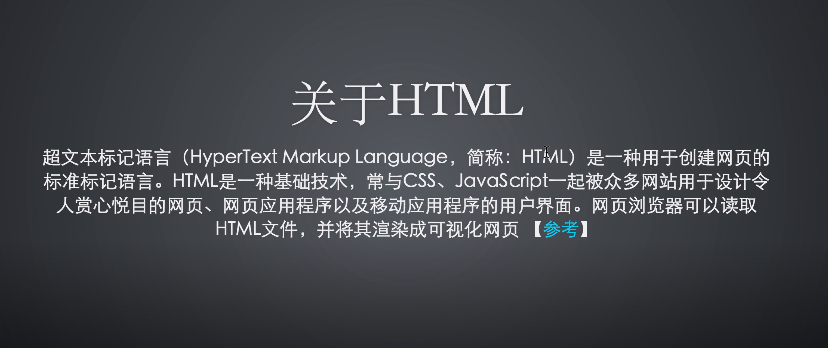 关于HTML
超文本标记语言（HyperText Markup Language，简称：HTML）是一种用于创建网页的
标准标记语言。HTML是一种基础技术，常与CSS、JavaScript一起被众多网站用于设计令
人赏心悦目的网页、网页应用程序以及移动应用程序的用户界面。网页浏览器可以读取
HTML文件，并将其渲染成可视化网页 【参考】